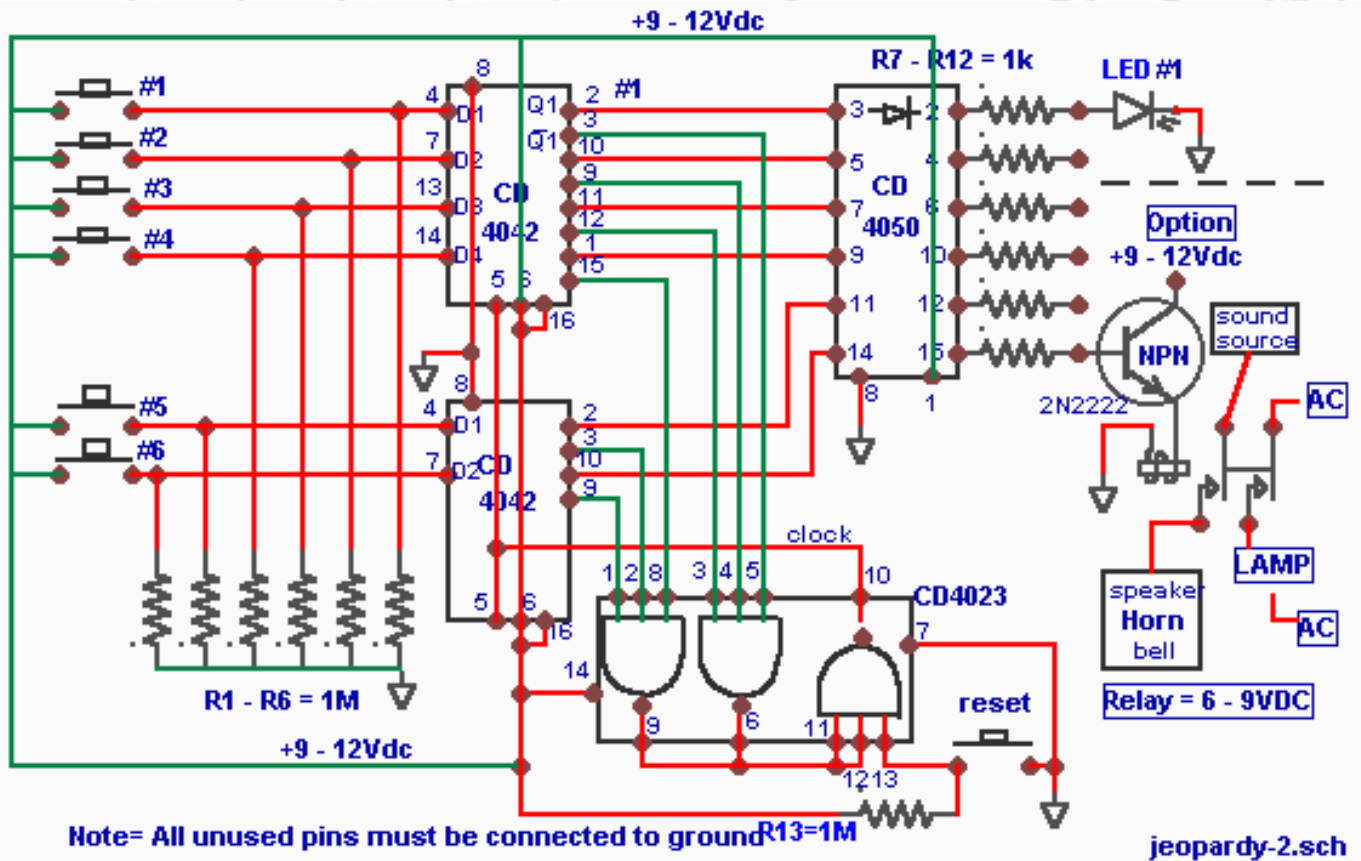 +9 - 12Vdc
R7 - R12 = 1k
LED #1
#1
#2
#3
#4
8
4
D1
7
D2
13
D3
14
D4
Q1
Q1
2
#1
3
10
9
11
12
1
15
CD
4042
5
6
16
3
5
7
9
11
14
CD
4050
2
4
6
10
12
15
8
1
Option
+9 - 12Vdc
NPN
2N2222
sound
source
AC
LAMP
AC
speaker
Horn
bell
Relay = 6 - 9VDC
#5
#6
8
4
D1
7
D2
CD
4042
2
3
10
9
5
6
16
clock
1
2
8
3
4
5
10
CD4023
7
14
9
6
11
12
13
reset
R1 - R6 = 1M
+9 - 12Vdc
R13=1M
Note= All unused pins must be connected to ground
jeopardy-2.sch